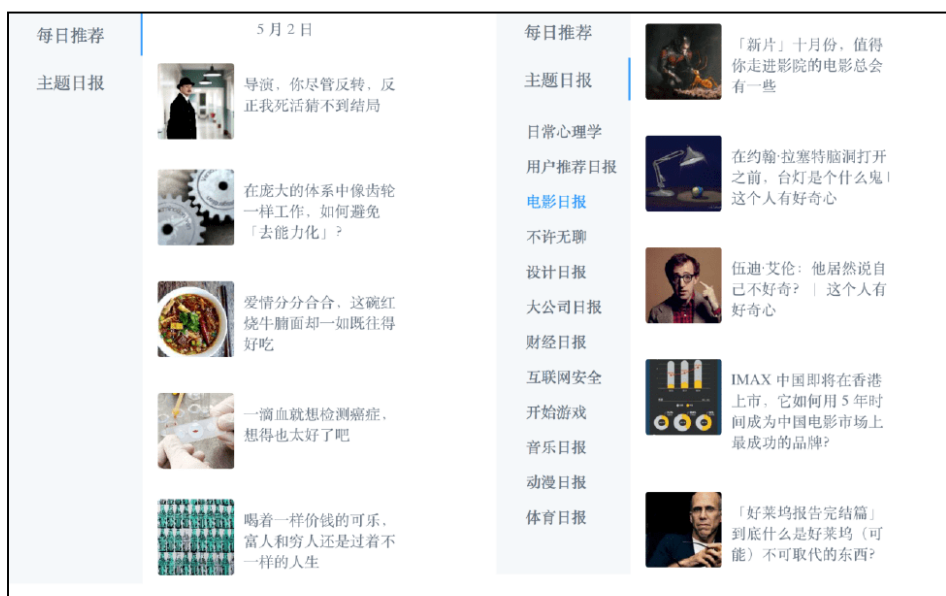 每日推荐
主题日报
5 月 2 日
导演，你尽管反转，反
正我死活猜不到结局
在庞大的体系中像齿轮
一样工作，如何避免
「去能力化」?
爱情分分合合，这碗红
烧牛腩面却一如既往得
好吃
一滴血就想检测癌症，
想得也太好了吧
喝着一样价钱的可乐，
富人和穷人还是过着不
一样的人生
每日推荐
主题日报
日常心理学
用户推荐日报
电影日报
不许无聊
设计日报
大公司日报
财经日报
互联网安全
开始游戏
音乐日报
动漫日报
体育日报
「新片」十月份，值得
你走进影院的电影总会
有一些
在约翰·拉塞特脑洞打开
之前，台灯是个什么鬼 |
这个人有好奇心
伍迪·艾伦：他居然说自
己不好奇？ | 这个人有
好奇心
IMAX 中国即将在香港
上市，它如何用 5 年时
间成为中国电影市场上
最成功的品牌?
「好莱坞报告完结篇」
到底什么是好莱坞（可
能）不可取代的东西?